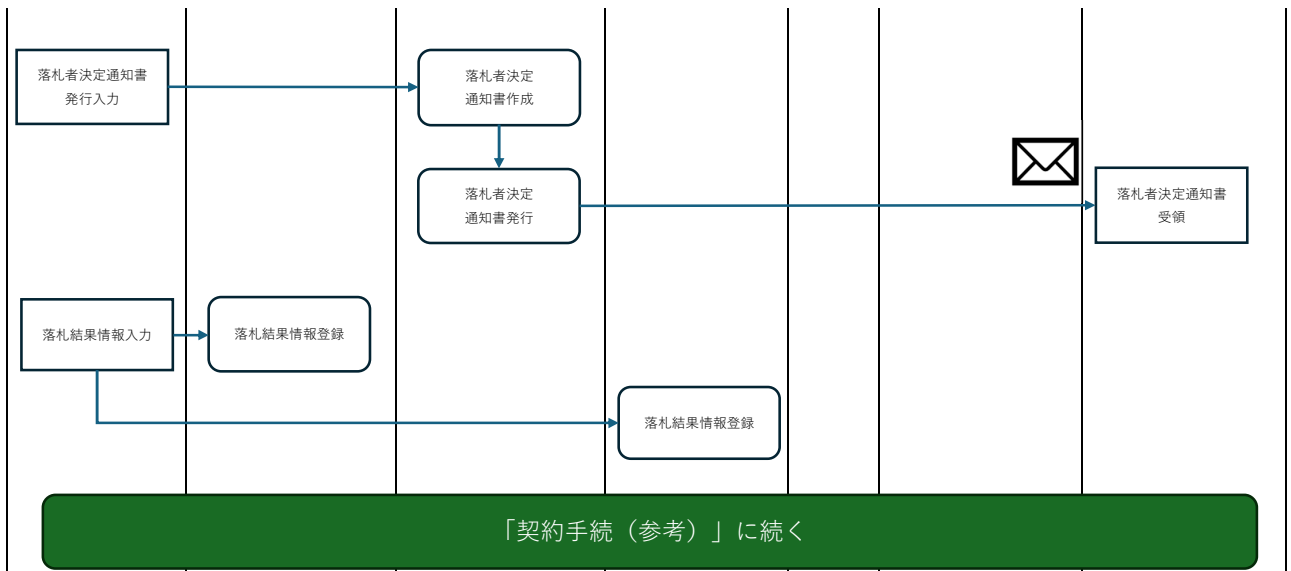 落札者決定通知書
発行入力
落札者決定
通知書作成
落札者決定
通知書発行
落札者決定通知書
受領
落札結果情報入力
落札結果情報登録
落札結果情報登録
「契約手続（参考）」に続く